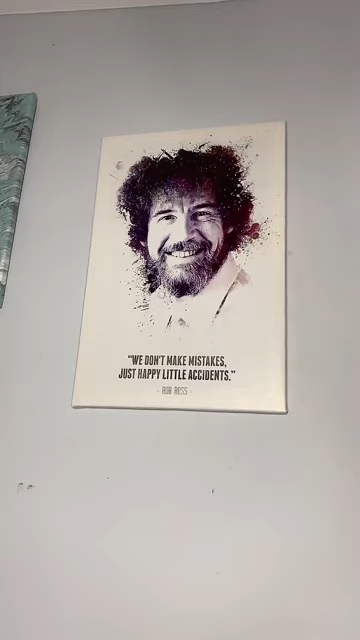 "WE DON'T MAKE MISTAKES,
JUST HAPPY LITTLE ACCIDENTS."
- BOB ROSS -